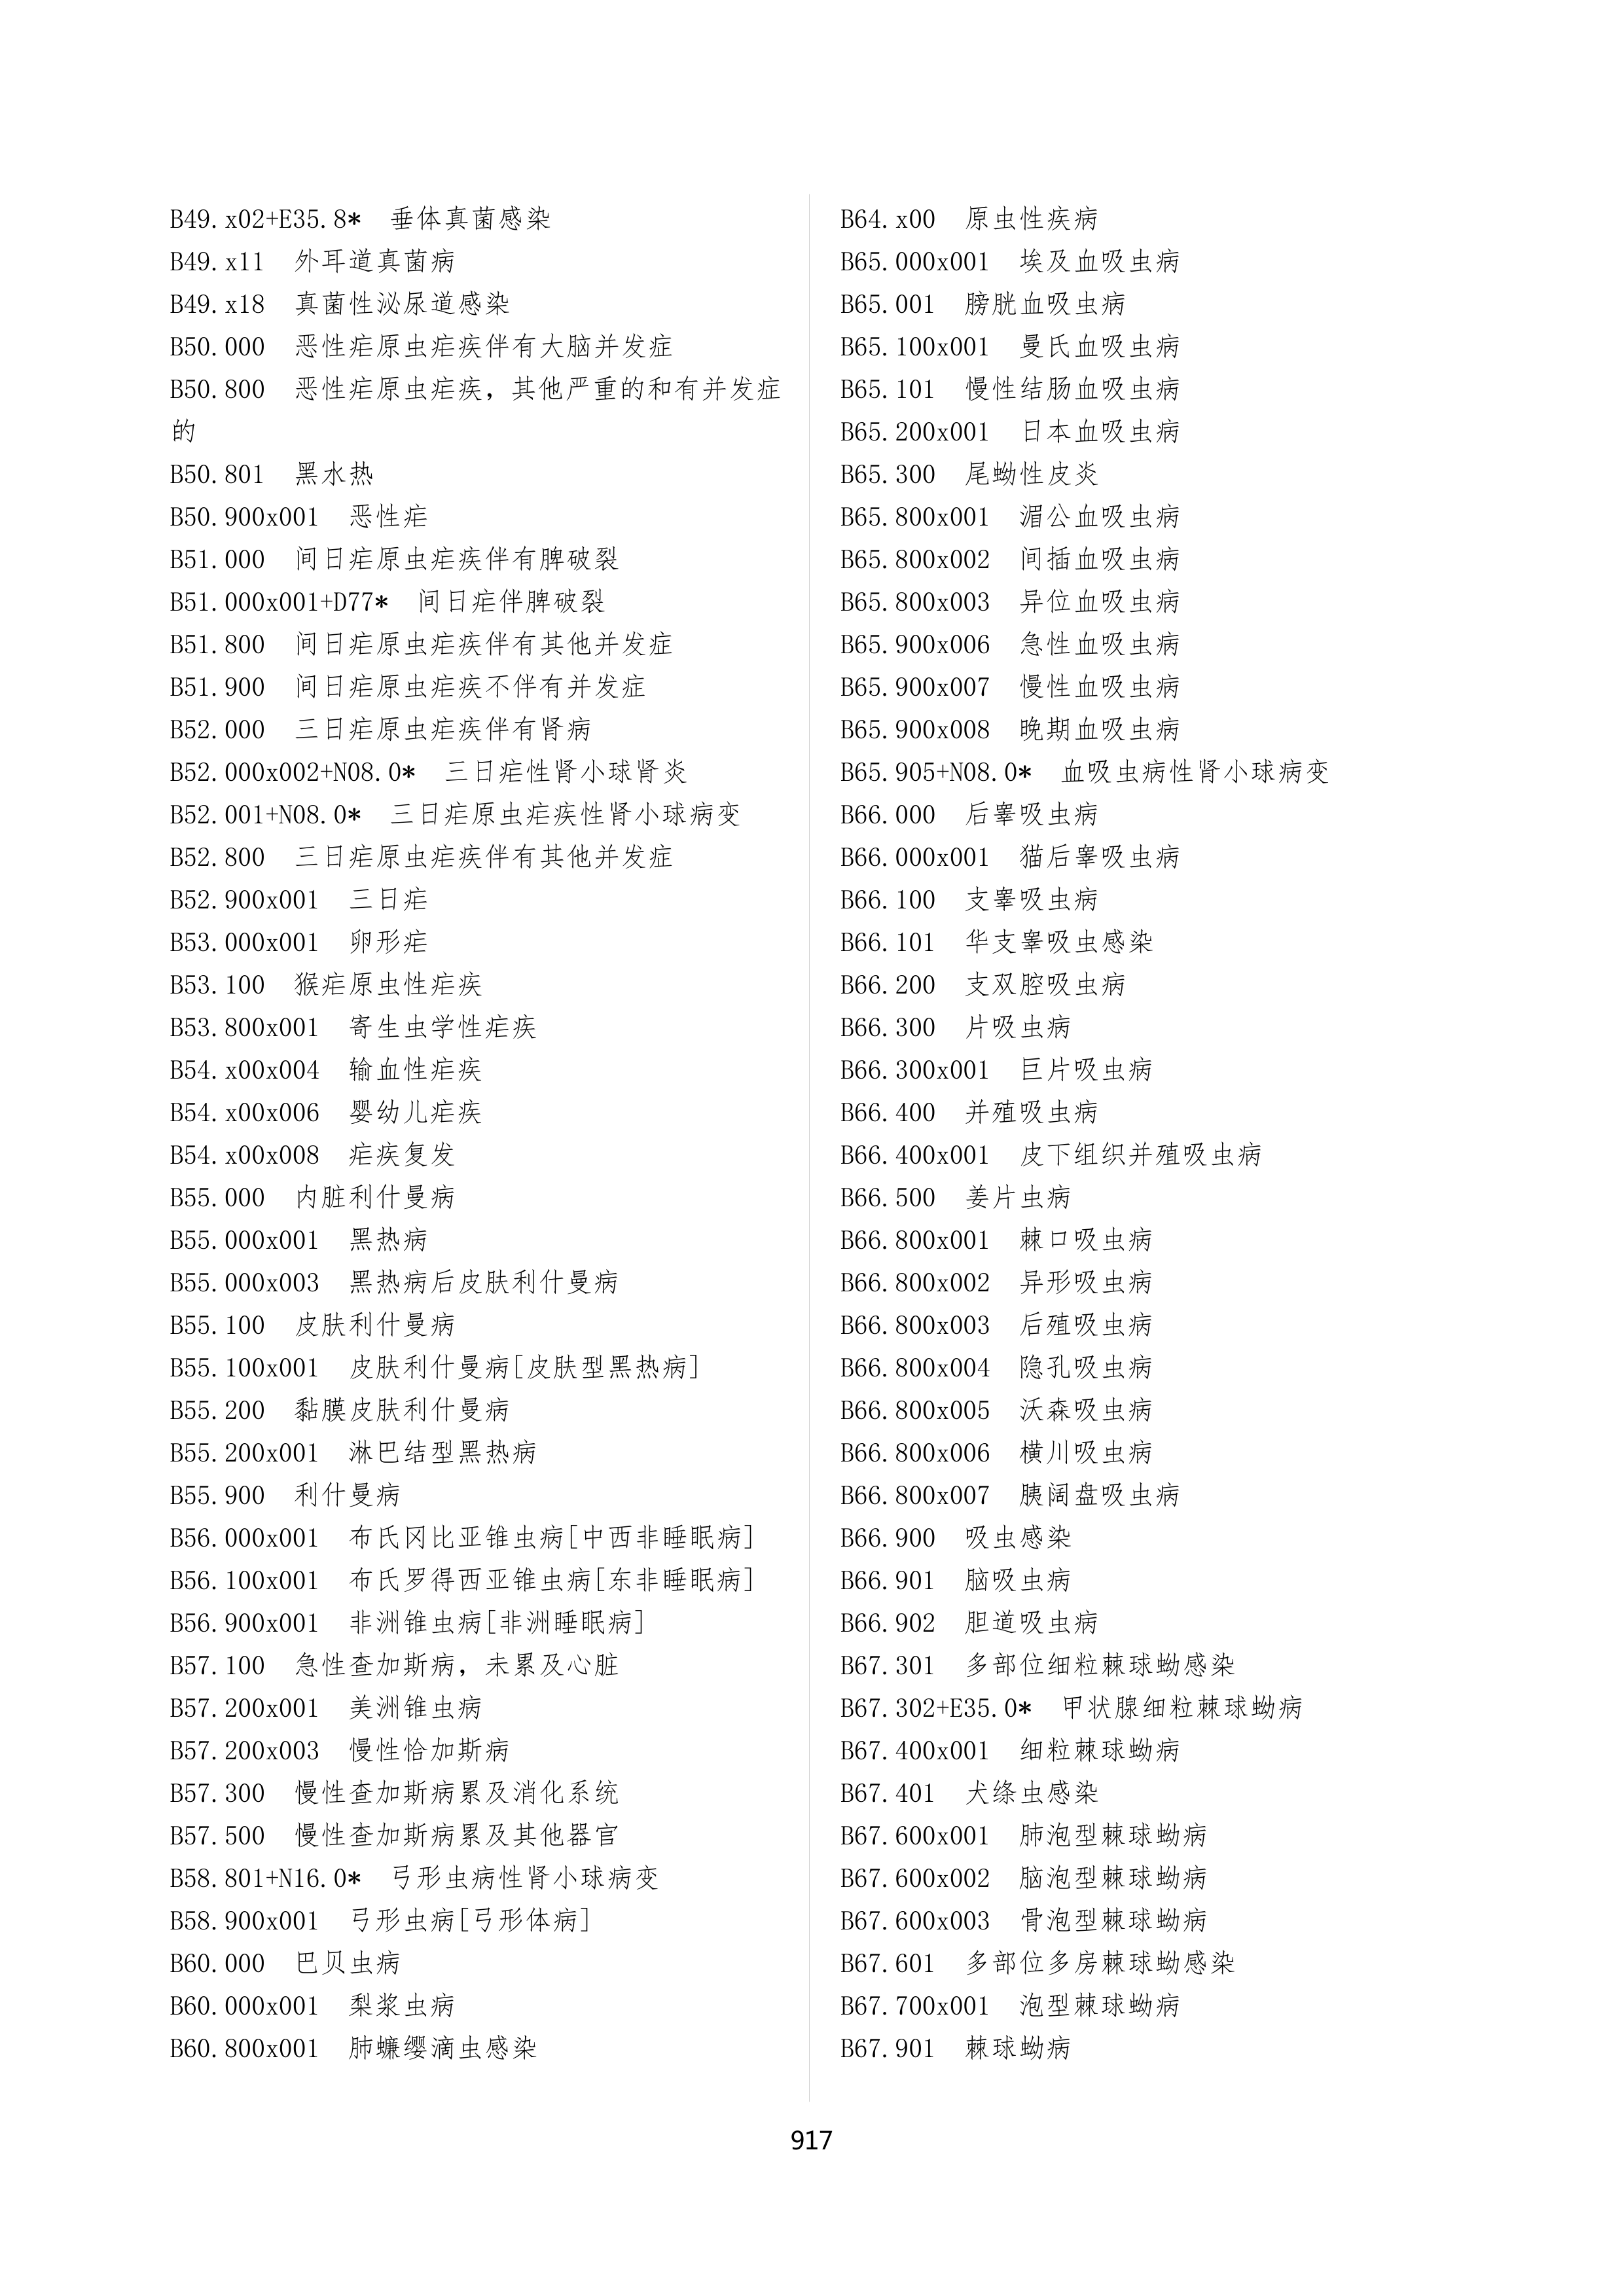 B49.x02+E35.8*  垂体真菌感染
B49.x11  外耳道真菌病
B49.x18  真菌性泌尿道感染
B50.000  恶性疟原虫疟疾伴有大脑并发症
B50.800  恶性疟原虫疟疾，其他严重的和有并发症
的
B50.801  黑水热
B50.900x001  恶性疟
B51.000  间日疟原虫疟疾伴有脾破裂
B51.000x001+D77*  间日疟伴脾破裂
B51.800  间日疟原虫疟疾伴有其他并发症
B51.900  间日疟原虫疟疾不伴有并发症
B52.000  三日疟原虫疟疾伴有肾病
B52.000x002+N08.0*  三日疟性肾小球肾炎
B52.001+N08.0*  三日疟原虫疟疾性肾小球病变
B52.800  三日疟原虫疟疾伴有其他并发症
B52.900x001  三日疟
B53.000x001  卵形疟
B53.100  猴疟原虫性疟疾
B53.800x001  寄生虫学性疟疾
B54.x00x004  输血性疟疾
B54.x00x006  婴幼儿疟疾
B54.x00x008  疟疾复发
B55.000  内脏利什曼病
B55.000x001  黑热病
B55.000x003  黑热病后皮肤利什曼病
B55.100  皮肤利什曼病
B55.100x001  皮肤利什曼病[皮肤型黑热病]
B55.200  黏膜皮肤利什曼病
B55.200x001  淋巴结型黑热病
B55.900  利什曼病
B56.000x001  布氏冈比亚锥虫病[中西非睡眠病]
B56.100x001  布氏罗得西亚锥虫病[东非睡眠病]
B56.900x001  非洲锥虫病[非洲睡眠病]
B57.100  急性查加斯病，未累及心脏
B57.200x001  美洲锥虫病
B57.200x003  慢性恰加斯病
B57.300  慢性查加斯病累及消化系统
B57.500  慢性查加斯病累及其他器官
B58.801+N16.0*  弓形虫病性肾小球病变
B58.900x001  弓形虫病[弓形体病]
B60.000  巴贝虫病
B60.000x001  梨浆虫病
B60.800x001  肺蠊缨滴虫感染
B64.x00  原虫性疾病
B65.000x001  埃及血吸虫病
B65.001  膀胱血吸虫病
B65.100x001  曼氏血吸虫病
B65.101  慢性结肠血吸虫病
B65.200x001  日本血吸虫病
B65.300  尾蚴性皮炎
B65.800x001  湄公血吸虫病
B65.800x002  间插血吸虫病
B65.800x003  异位血吸虫病
B65.900x006  急性血吸虫病
B65.900x007  慢性血吸虫病
B65.900x008  晚期血吸虫病
B65.905+N08.0*  血吸虫病性肾小球病变
B66.000  后睾吸虫病
B66.000x001  猫后睾吸虫病
B66.100  支睾吸虫病
B66.101  华支睾吸虫感染
B66.200  支双腔吸虫病
B66.300  片吸虫病
B66.300x001  巨片吸虫病
B66.400  并殖吸虫病
B66.400x001  皮下组织并殖吸虫病
B66.500  姜片虫病
B66.800x001  棘口吸虫病
B66.800x002  异形吸虫病
B66.800x003  后殖吸虫病
B66.800x004  隐孔吸虫病
B66.800x005  沃森吸虫病
B66.800x006  横川吸虫病
B66.800x007  胰阔盘吸虫病
B66.900  吸虫感染
B66.901  脑吸虫病
B66.902  胆道吸虫病
B67.301  多部位细粒棘球蚴感染
B67.302+E35.0*  甲状腺细粒棘球蚴病
B67.400x001  细粒棘球蚴病
B67.401  犬绦虫感染
B67.600x001  肺泡型棘球蚴病
B67.600x002  脑泡型棘球蚴病
B67.600x003  骨泡型棘球蚴病
B67.601  多部位多房棘球蚴感染
B67.700x001  泡型棘球蚴病
B67.901  棘球蚴病
917